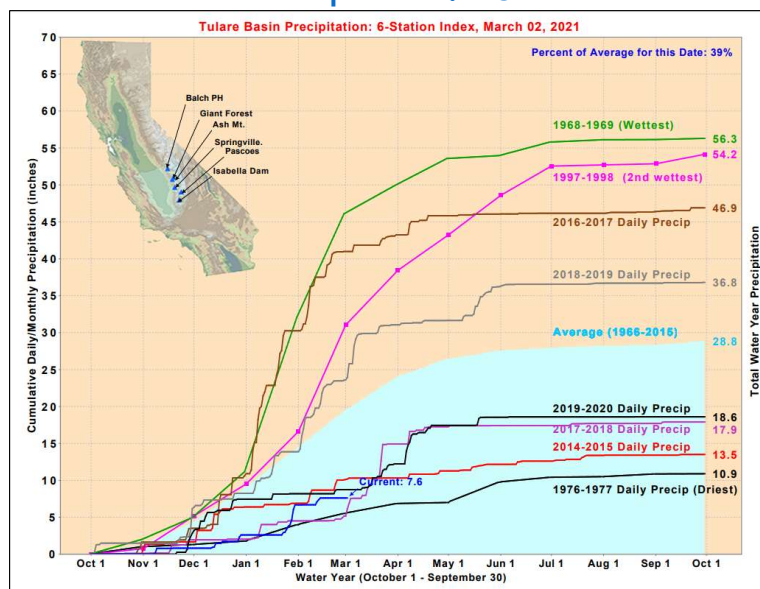 Tulare Basin Precipitation: 6-Station Index, March 02, 2021
Percent of Average for this Date: 39%
Cumulative Daily/Monthly Precipitation (inches)
70
65
60
55
50
45
40
35
30
25
20
15
10
5
0
Balch PH
Giant Forest
Ash Mt.
Springville.
Pascoes
Isabella Dam
1968-1969 (Wettest)
56.3
54.2
1997-1998 (2nd wettest)
46.9
2016-2017 Daily Precip
2018-2019 Daily Precip
36.8
Average (1966-2015)
28.8
2019-2020 Daily Precip
18.6
2017-2018 Daily Precip
17.9
2014-2015 Daily Precip
13.5
10.9
1976-1977 Daily Precip (Driest)
Current: 7.6
Total Water Year Precipitation
Oct 1 Nov 1 Dec 1 Jan 1 Feb 1 Mar 1 Apr 1 May 1 Jun 1 Jul 1 Aug 1 Sep 1 Oct 1
Water Year (October 1 - September 30)